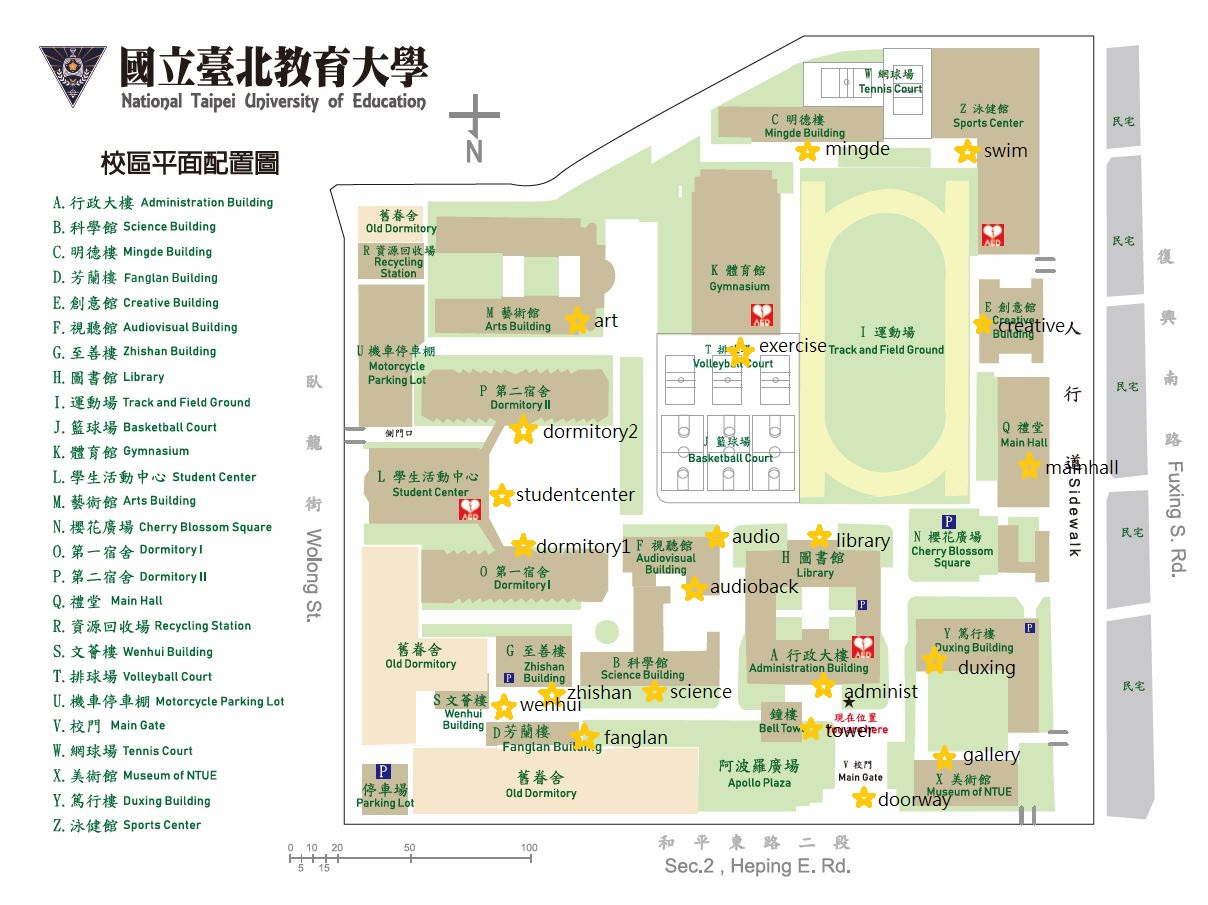 國立臺北教育大學
National Taipei University of Education
校區平面配置圖
A. 行政大樓 Administration Building
B. 科學館 Science Building
C. 明德樓 Mingde Building
D. 芳蘭樓 Fanglan Building
E. 創意館 Creative Building
F. 視聽館 Audiovisual Building
G. 至善樓 Zhishan Building
H. 圖書館 Library
I. 運動場 Track and Field Ground
J. 籃球場 Basketball Court
K. 體育館 Gymnasium
L. 學生活動中心 Student Center
M. 藝術館 Arts Building
N. 櫻花廣場 Cherry Blossom Square
O. 第一宿舍 Dormitory I
P. 第二宿舍 Dormitory II
Q. 禮堂 Main Hall
R. 資源回收場 Recycling Station
S. 文薈樓 Wenhui Building
T. 排球場 Volleyball Court
U. 機車停車棚 Motorcycle Parking Lot
V. 校門 Main Gate
W. 網球場 Tennis Court
X. 美術館 Museum of NTUE
Y. 篤行樓 Duxing Building
Z. 泳健館 Sports Center
N
W 網球場
Tennis Court
C 明德樓
Mingde Building
mingde
Z 泳健館
Sports Center
swim
AED
舊眷舍
Old Dormitory
R 資源回收場
Recycling
Station
M 藝術館
Arts Building
art
K 體育館
Gymnasium
AED
E 創意館
Creative
Building
creative
T 排球場
Volleyball Court
exercise
I 運動場
Track and Field Ground
U 機車停車棚
Motorcycle
Parking Lot
P 第二宿舍
Dormitory II
dormitory2
側門口
J 籃球場
Basketball Court
Q 禮堂
Main Hall
mainhall
L 學生活動中心
Student Center
studentcenter
AED
dormitory1
O 第一宿舍
Dormitory I
F 視聽館
Audiovisual
Building
audio
audioback
library
H 圖書館
Library
P
N 櫻花廣場
Cherry Blossom
Square
P
舊眷舍
Old Dormitory
G 至善樓
Zhishan
Building
P
zhishan
B 科學館
Science Building
science
A 行政大樓
Administration Building
AED
administ
Y 篤行樓
Duxing Building
P
duxing
S 文薈樓
Wenhui
Building
wenhui
D 芳蘭樓
Fanglan Building
fanglan
鐘樓
Bell Tower
tower
現在位置
You are here
P
停車場
Parking Lot
舊眷舍
Old Dormitory
阿波羅廣場
Apollo Plaza
V 校門
Main Gate
doorway
gallery
X 美術館
Museum of NTUE
臥龍街 Wolong St.
人行道 Sidewalk
民宅
民宅
民宅
民宅
民宅
復興南路 Fuxing S. Rd.
和平東路二段
Sec.2 , Heping E. Rd.
0 10 20 50 100
5 15